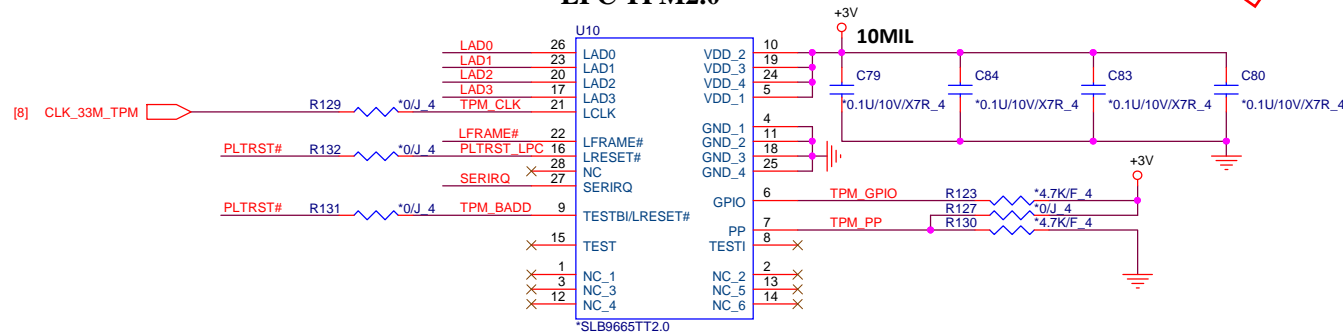 LPC TPM2.0
+3V
10MIL
U10
LAD0 26 LAD0 VDD_2 10
LAD1 23 LAD1 VDD_3 19
LAD2 20 LAD2 VDD_4 24
LAD3 17 LAD3 VDD_1 5
C79 C84 C83 C80
*0.1U/10V/X7R_4 *0.1U/10V/X7R_4 *0.1U/10V/X7R_4 *0.1U/10V/X7R_4
[8] CLK_33M_TPM R129 *0/J_4 TPM_CLK 21 LCLK
GND_1 4
LFRAME# 22 LFRAME# GND_2 11
PLTRST# R132 *0/J_4 PLTRST_LPC 16 LRESET# GND_3 18
28 NC GND_4 25
SERIRQ 27 SERIRQ
+3V
GPIO 6 TPM_GPIO R123 *4.7K/F_4
PLTRST# R131 *0/J_4 TPM_BADD 9 TESTBI/LRESET#
R127 *0/J_4
PP 7 TPM_PP R130 *4.7K/F_4
15 TEST TESTI 8
1 NC_1 NC_2 2
3 NC_3 NC_5 13
12 NC_4 NC_6 14
*SLB9665TT2.0